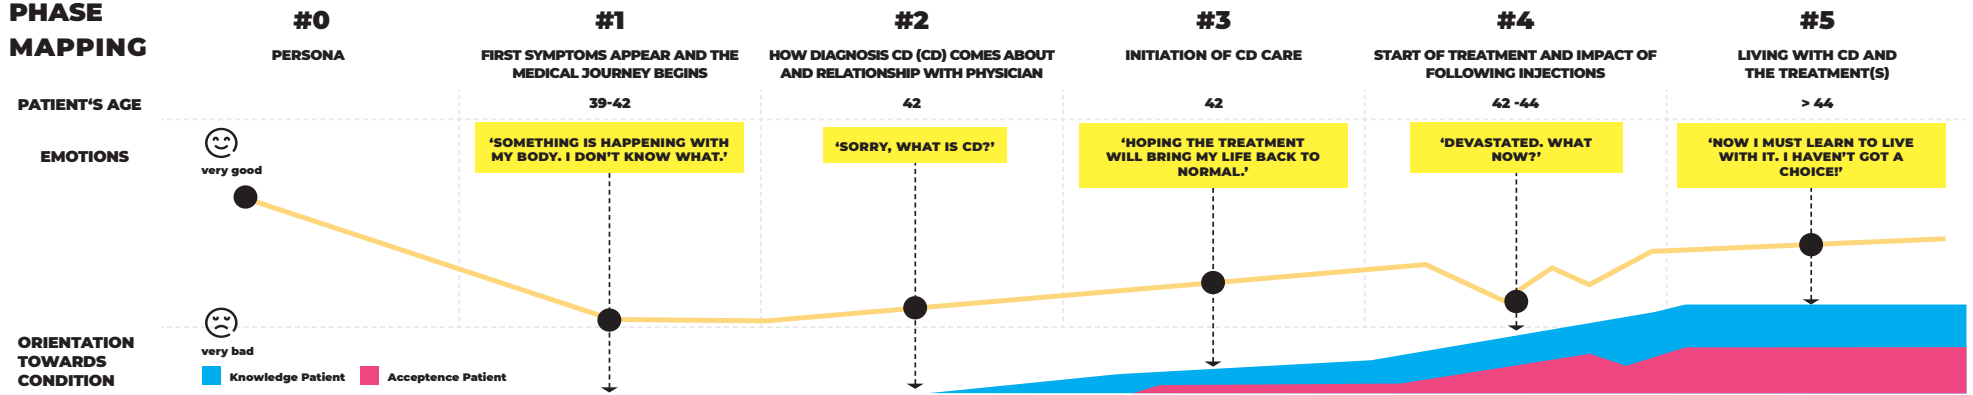 PHASE
MAPPING
#0
PERSONA
#1
FIRST SYMPTOMS APPEAR AND THE
MEDICAL JOURNEY BEGINS
#2
HOW DIAGNOSIS CD (CD) COMES ABOUT
AND RELATIONSHIP WITH PHYSICIAN
#3
INITIATION OF CD CARE
#4
START OF TREATMENT AND IMPACT OF
FOLLOWING INJECTIONS
#5
LIVING WITH CD AND
THE TREATMENT(S)
PATIENT‘S AGE
39-42
42
42
42 -44
> 44
EMOTIONS
very good
‘SOMETHING IS HAPPENING WITH
MY BODY. I DON’T KNOW WHAT.’
‘SORRY, WHAT IS CD?’
‘HOPING THE TREATMENT
WILL BRING MY LIFE BACK TO
NORMAL.’
‘DEVASTATED. WHAT
NOW?’
‘NOW I MUST LEARN TO LIVE
WITH IT. I HAVEN’T GOT A
CHOICE!’
very bad
ORIENTATION
TOWARDS
CONDITION
Knowledge Patient
Acceptence Patient